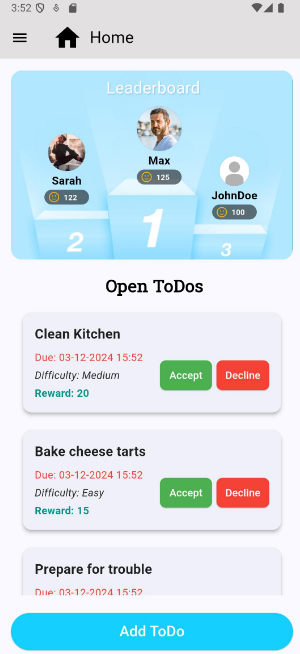 3:52
Home
Leaderboard
Max
125
Sarah
122
JohnDoe
100
1
2
3
Open ToDos
Clean Kitchen
Due: 03-12-2024 15:52
Difficulty: Medium
Reward: 20
Accept
Decline
Bake cheese tarts
Due: 03-12-2024 15:52
Difficulty: Easy
Reward: 15
Accept
Decline
Prepare for trouble
Due: 03-12-2024 15:52
Add ToDo